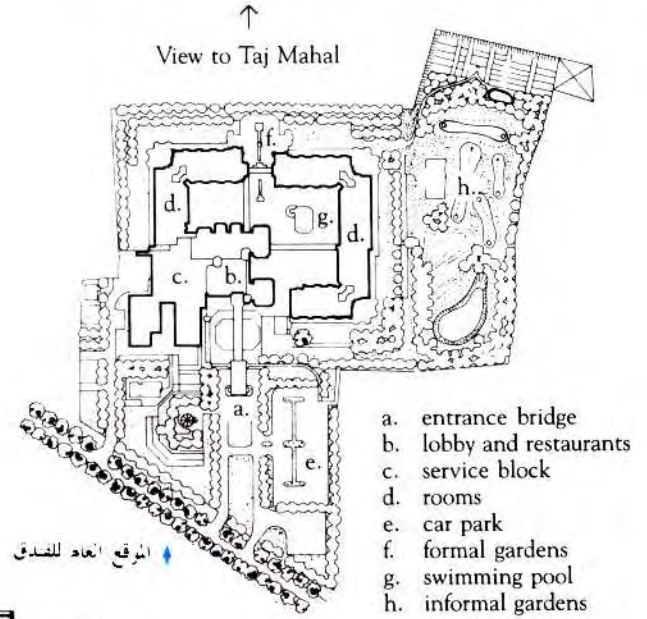 ↑
View to Taj Mahal
f.
d.
g.
d.
h.
c.
b.
a.
e.
a. entrance bridge
b. lobby and restaurants
c. service block
d. rooms
e. car park
f. formal gardens
g. swimming pool
h. informal gardens
الموقع العام للفندق